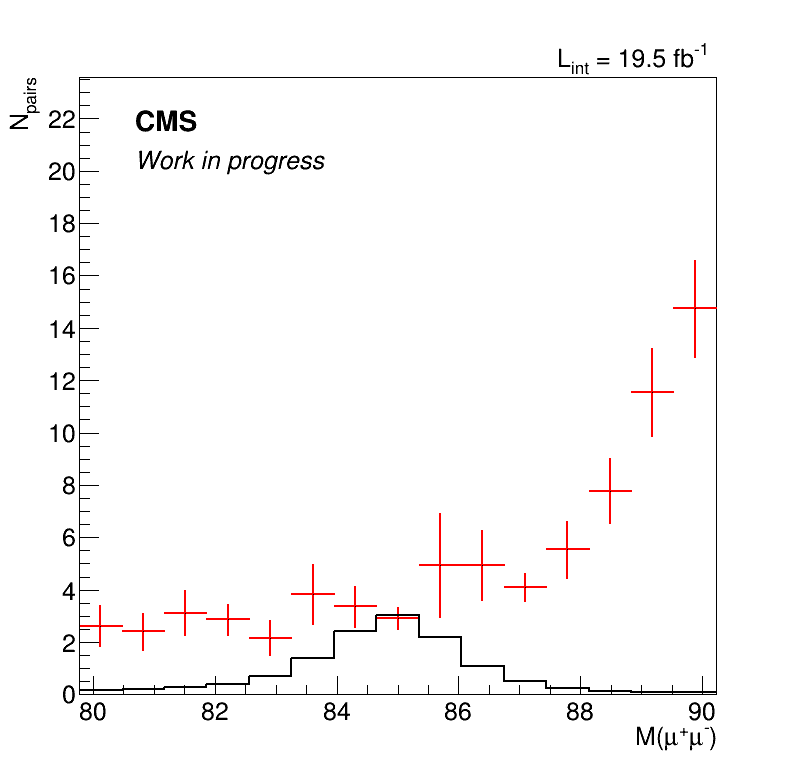 L_int = 19.5 fb^-1
N_pairs
CMS
Work in progress
22
20
18
16
14
12
10
8
6
4
2
0
80 82 84 86 88 90
M(μ⁺μ⁻)